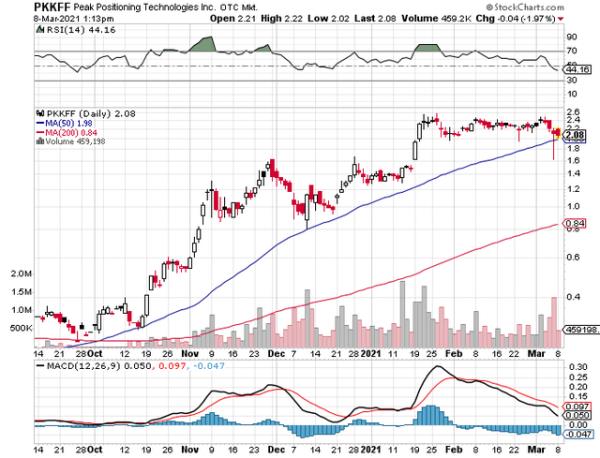 PKKFF Peak Positioning Technologies Inc. OTC Mkt. © StockCharts.com
8-Mar-2021 1:13pm Open 2.21 High 2.22 Low 2.02 Last 2.08 Volume 459.2K Chg -0.04 (-1.97%)
RSI(14) 44.16
90
70
50
44.16
30
10
PKKFF (Daily) 2.08
MA(50) 1.98
MA(200) 0.84
Volume 459,198
2.6
2.4
2.2
2.08
1.8
1.6
1.4
1.2
1.0
0.84
0.8
0.4
2.0M
1.5M
1.0M
500K
459198
14 21 28 Oct 12 19 26 Nov 9 16 23 Dec 7 14 21 28 2021 11 19 25 Feb 8 16 22 Mar 8
MACD(12,26,9) 0.050, 0.097, -0.047
0.30
0.25
0.20
0.15
0.097
0.050
-0.047
14 21 28 Oct 12 19 26 Nov 9 16 23 Dec 7 14 21 28 2021 11 19 25 Feb 8 16 22 Mar 8